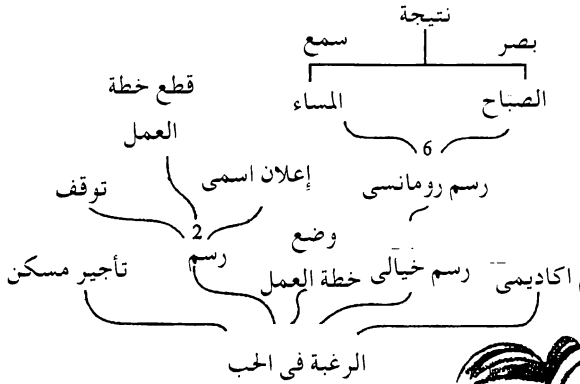 نتيجة
بصر
سمع
الصباح
المساء
قطع خطة
العمل
6
رسم رومانسى
إعلان اسمى
توقف
2
رسم
وضع
خطة العمل
رسم خيالى
اكاديمى
تأجير مسكن
الرغبة فى الحب